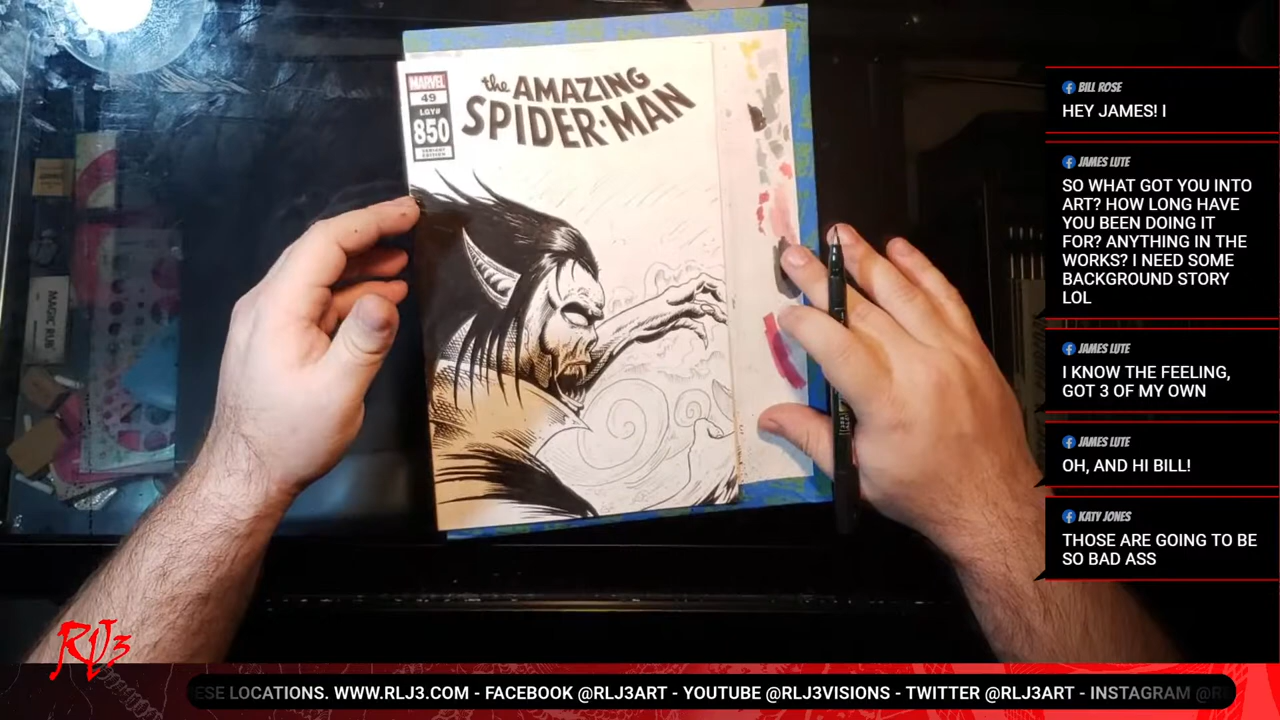 MARVEL
49
LGY#
850
VARIANT
EDITION
the AMAZING
SPIDER-MAN
MAGIC RUB
BILL ROSE
HEY JAMES! I
JAMES LUTE
SO WHAT GOT YOU INTO
ART? HOW LONG HAVE
YOU BEEN DOING IT
FOR? ANYTHING IN THE
WORKS? I NEED SOME
BACKGROUND STORY
LOL
JAMES LUTE
I KNOW THE FEELING,
GOT 3 OF MY OWN
JAMES LUTE
OH, AND HI BILL!
KATY JONES
THOSE ARE GOING TO BE
SO BAD ASS
RLJ3
ESE LOCATIONS. WWW.RLJ3.COM - FACEBOOK @RLJ3ART - YOUTUBE @RLJ3VISIONS - TWITTER @RLJ3ART - INSTAGRAM @R